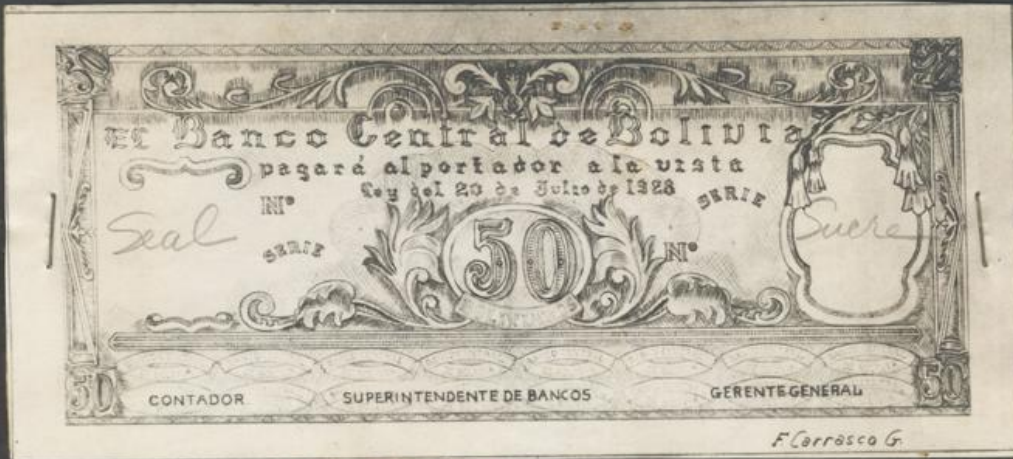 50 50
El Banco Central de Bolivia
pagará al portador a la vista
Ley del 20 de Julio de 1928
Nº SERIE
Seal Sucre
SERIE 50 Nº
50 50
CONTADOR SUPERINTENDENTE DE BANCOS GERENTE GENERAL
F. Carrasco G.